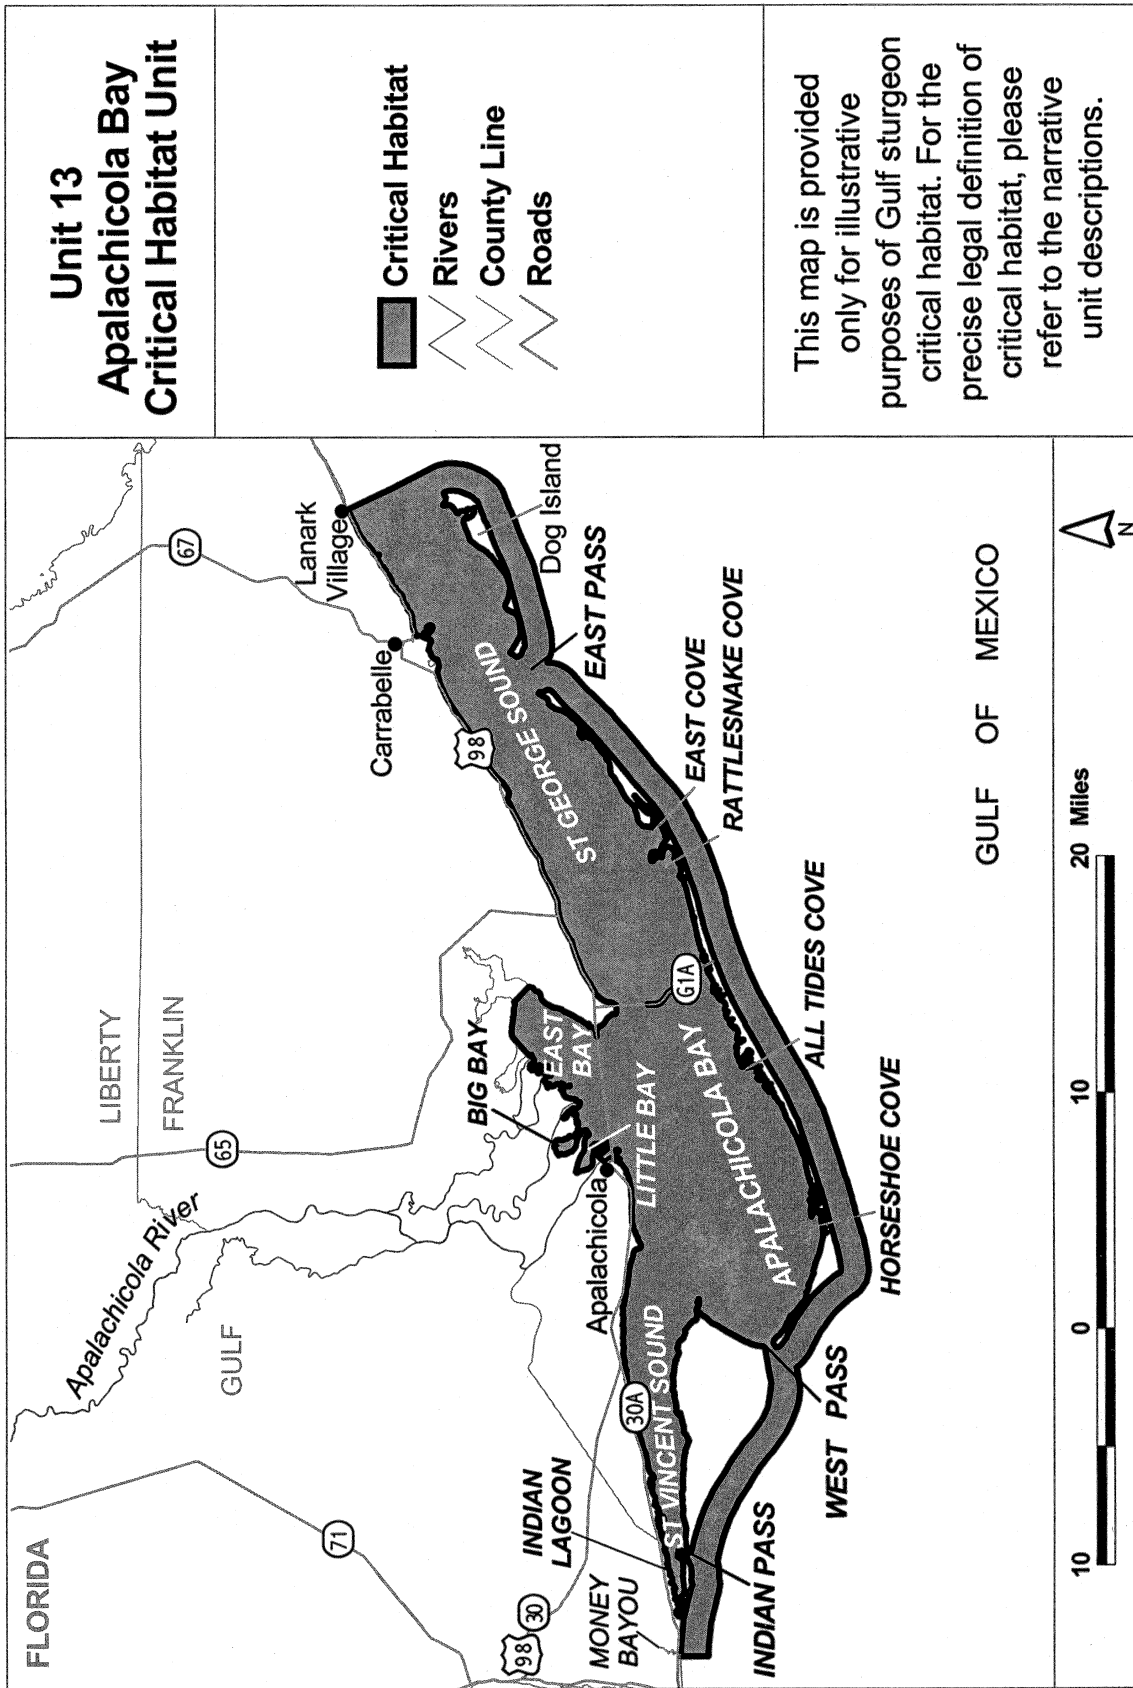 Unit 13
Apalachicola Bay
Critical Habitat Unit
Critical Habitat
Rivers
County Line
Roads
This map is provided
only for illustrative
purposes of Gulf sturgeon
critical habitat. For the
precise legal definition of
critical habitat, please
refer to the narrative
unit descriptions.
FLORIDA
LIBERTY
FRANKLIN
GULF
Apalachicola River
71
65
67
98
30
30A
98
G1A
Lanark
Village
Carrabelle
Apalachicola
Dog Island
MONEY
BAYOU
INDIAN
LAGOON
INDIAN PASS
WEST PASS
ST VINCENT SOUND
BIG BAY
EAST
BAY
LITTLE BAY
APALACHICOLA BAY
ST GEORGE SOUND
HORSESHOE COVE
ALL TIDES COVE
RATTLESNAKE COVE
EAST COVE
EAST PASS
GULF OF MEXICO
10 0 10 20 Miles
N